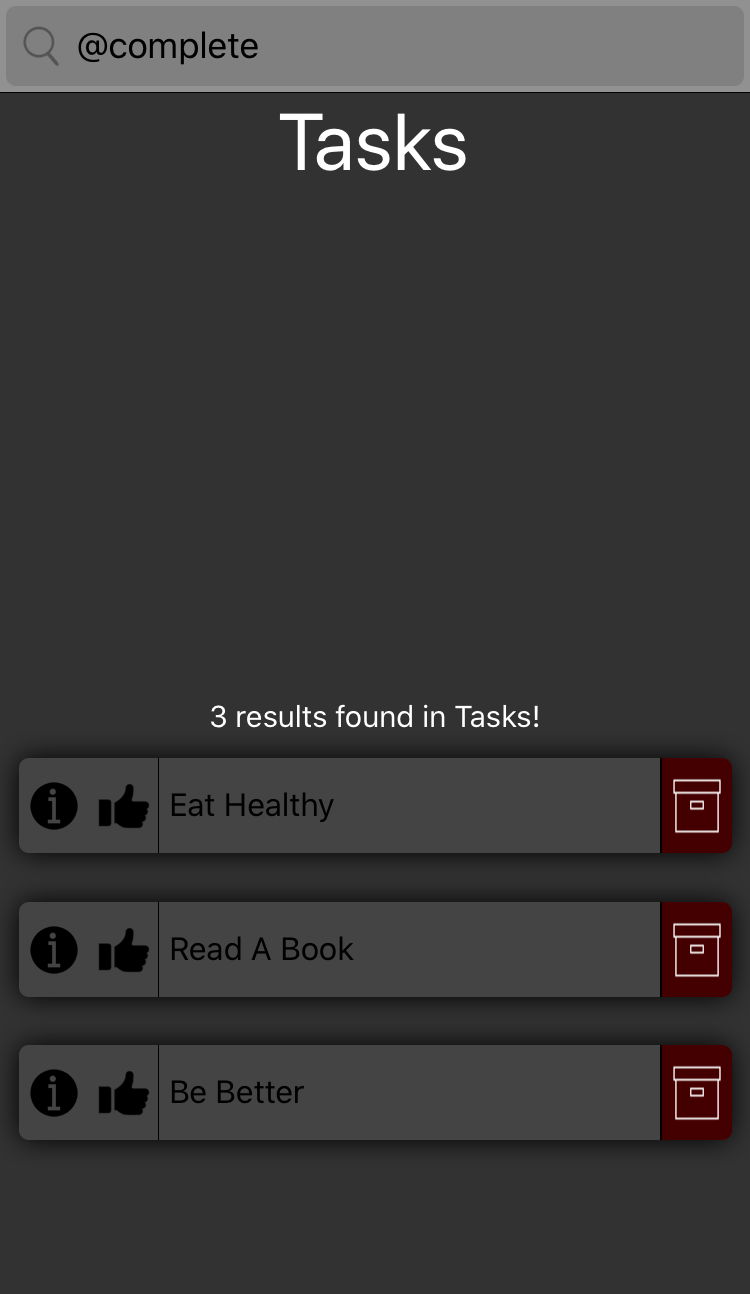 @complete
Tasks
3 results found in Tasks!
Eat Healthy
Read A Book
Be Better